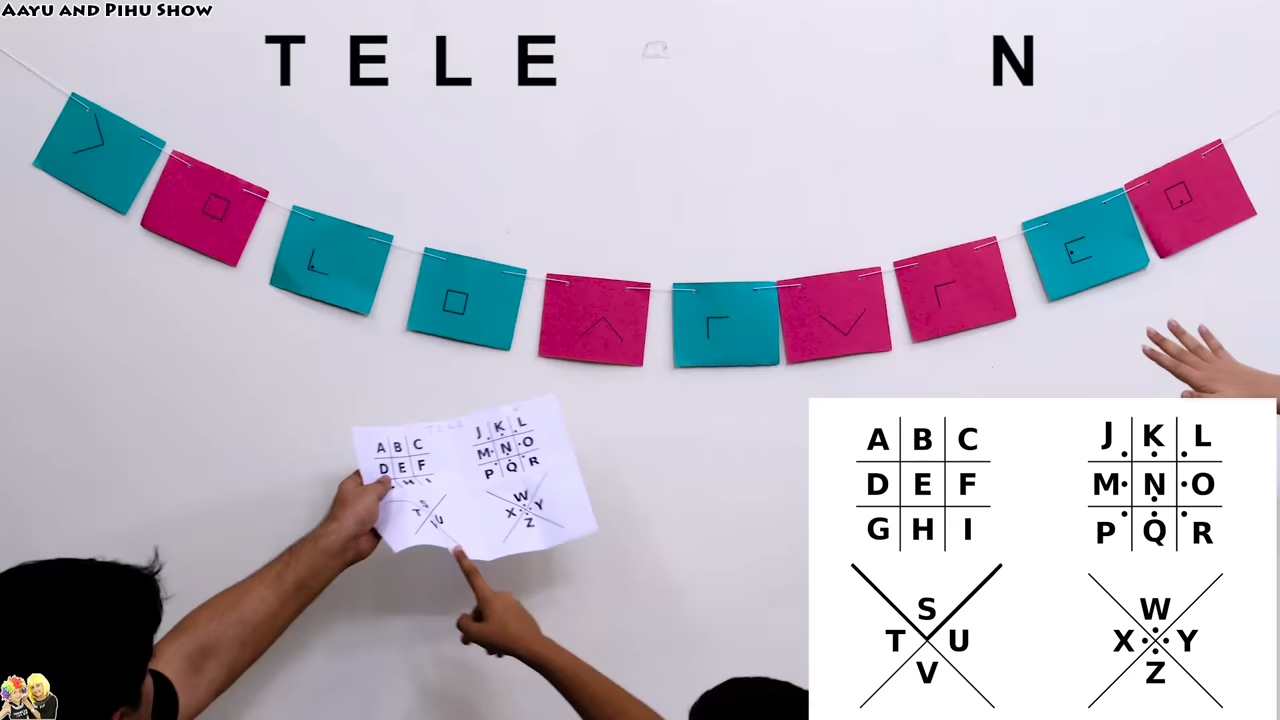 AAYU AND PIHU SHOW
T E L E N
A B C
D E F
J K L
M N O
P Q R
W
X Y
Z
A B C
D E F
G H I
J K L
M N O
P Q R
S
T U
V
W
X Y
Z